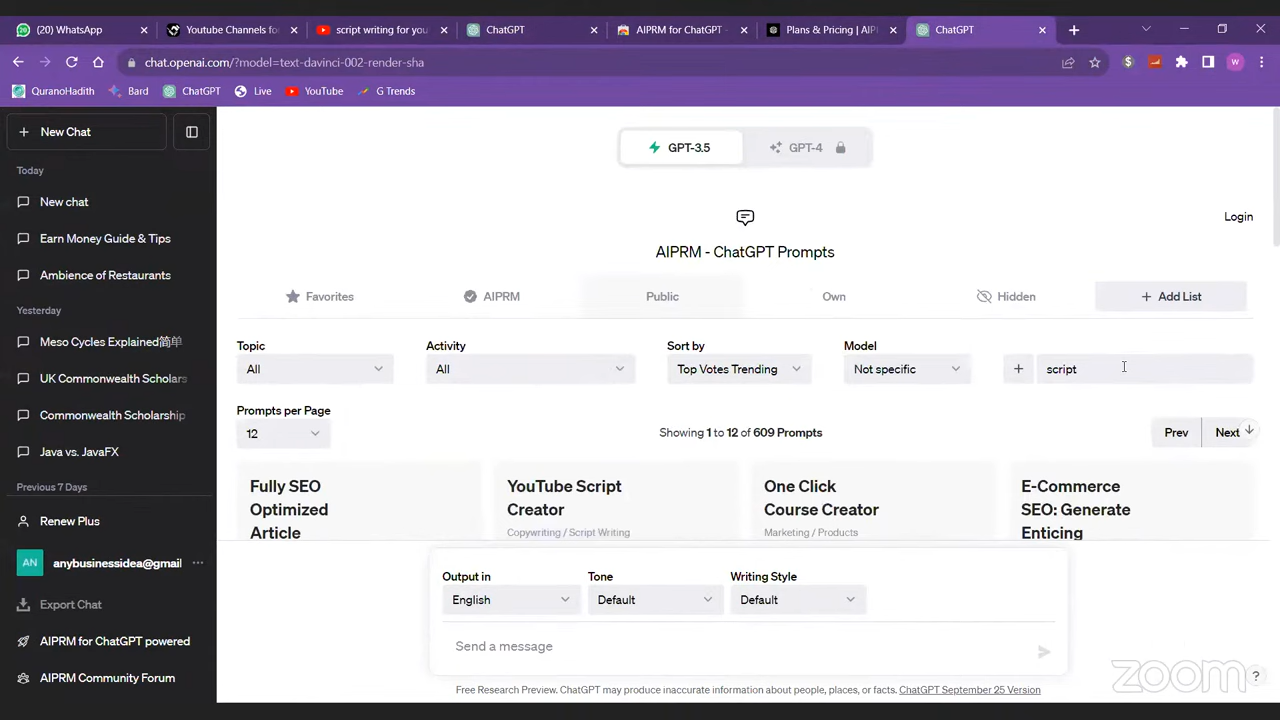 (20) WhatsApp
Youtube Channels fo
script writing for you
ChatGPT
AIPRM for ChatGPT -
Plans & Pricing | AIP
ChatGPT
chat.openai.com/?model=text-davinci-002-render-sha
W
QuranoHadith
Bard
ChatGPT
Live
YouTube
G Trends
New Chat
Today
New chat
Earn Money Guide & Tips
Ambience of Restaurants
Yesterday
Meso Cycles Explained简单
UK Commonwealth Scholars
Commonwealth Scholarship
Java vs. JavaFX
Previous 7 Days
Renew Plus
AN
anybusinessidea@gmail
Export Chat
AIPRM for ChatGPT powered
AIPRM Community Forum
GPT-3.5
GPT-4
Login
AIPRM - ChatGPT Prompts
Favorites
AIPRM
Public
Own
Hidden
+ Add List
Topic
Activity
Sort by
Model
All
All
Top Votes Trending
Not specific
+
script
Prompts per Page
12
Showing 1 to 12 of 609 Prompts
Prev
Next
Fully SEO
Optimized
Article
YouTube Script
Creator
Copywriting / Script Writing
One Click
Course Creator
Marketing / Products
E-Commerce
SEO: Generate
Enticing
Output in
Tone
Writing Style
English
Default
Default
Send a message
Free Research Preview. ChatGPT may produce inaccurate information about people, places, or facts. ChatGPT September 25 Version
zoom
?